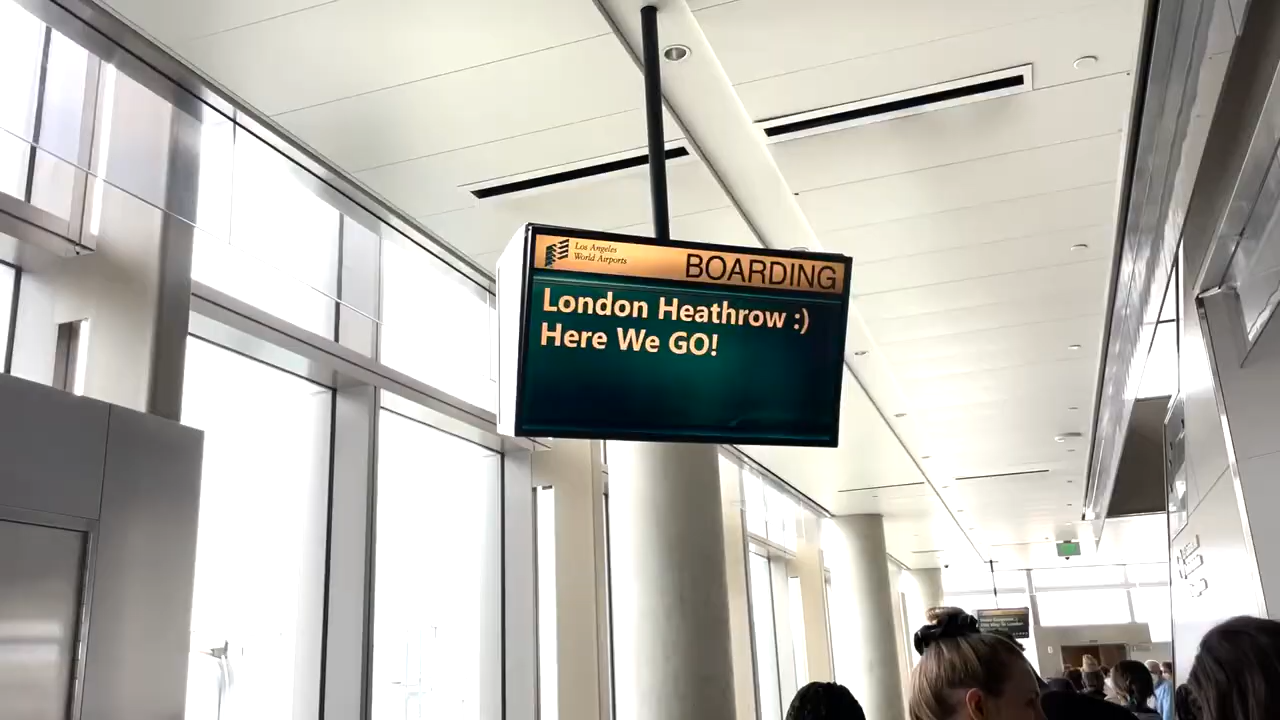 Los Angeles
World Airports
BOARDING
London Heathrow :)
Here We GO!